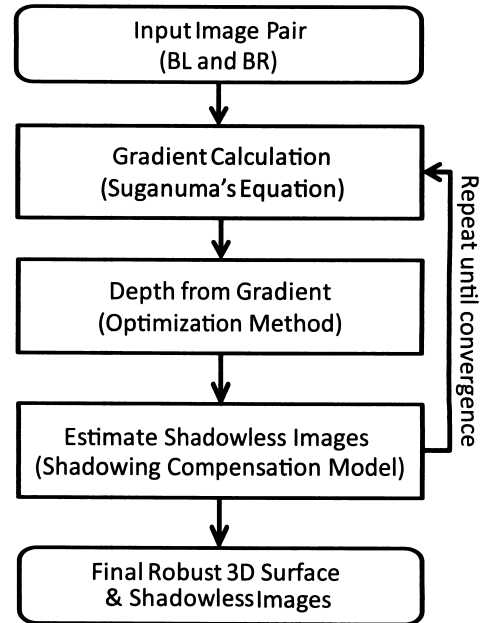 Input Image Pair
(BL and BR)
Gradient Calculation
(Suganuma's Equation)
Depth from Gradient
(Optimization Method)
Estimate Shadowless Images
(Shadowing Compensation Model)
Repeat until convergence
Final Robust 3D Surface
& Shadowless Images